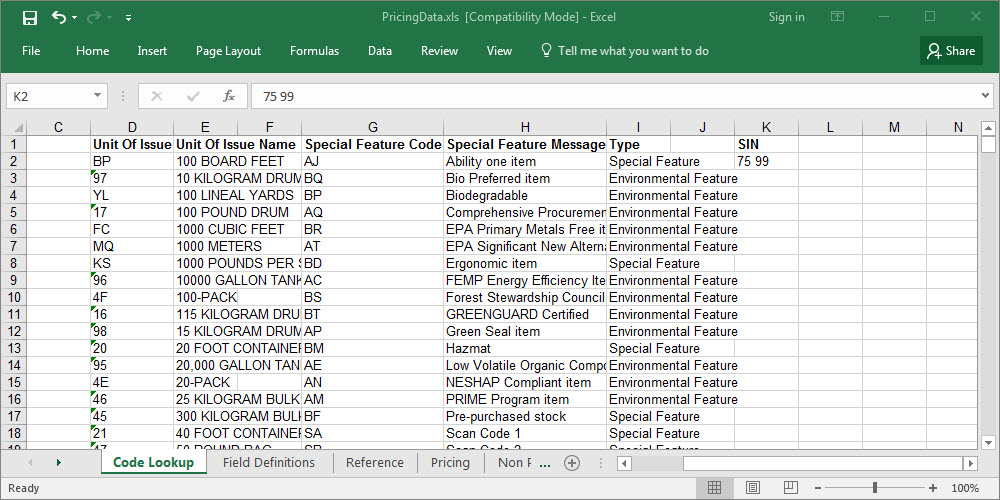 PricingData.xls [Compatibility Mode] - Excel Sign in
File Home Insert Page Layout Formulas Data Review View Tell me what you want to do Share
K2 fx 75 99
C D E F G H I J K L M N
1 Unit Of Issue Unit Of Issue Name Special Feature Code Special Feature Message Type SIN
2 BP 100 BOARD FEET AJ Ability one item Special Feature 75 99
3 97 10 KILOGRAM DRUM BQ Bio Preferred item Environmental Feature
4 YL 100 LINEAL YARDS BP Biodegradable Environmental Feature
5 17 100 POUND DRUM AQ Comprehensive Procuremen Environmental Feature
6 FC 1000 CUBIC FEET BR EPA Primary Metals Free it Environmental Feature
7 MQ 1000 METERS AT EPA Significant New Altern Environmental Feature
8 KS 1000 POUNDS PER BD Ergonomic item Special Feature
9 96 10000 GALLON TANK AC FEMP Energy Efficiency Ite Environmental Feature
10 4F 100-PACK BS Forest Stewardship Council Environmental Feature
11 16 115 KILOGRAM DRU BT GREENGUARD Certified Environmental Feature
12 98 15 KILOGRAM DRUM AP Green Seal item Environmental Feature
13 20 20 FOOT CONTAINE BM Hazmat Special Feature
14 95 20,000 GALLON TAN AE Low Volatile Organic Compo Environmental Feature
15 4E 20-PACK AN NESHAP Compliant item Environmental Feature
16 46 25 KILOGRAM BULK AM PRIME Program item Environmental Feature
17 45 300 KILOGRAM BUL BF Pre-purchased stock Special Feature
18 21 40 FOOT CONTAINE SA Scan Code 1 Special Feature
Code Lookup Field Definitions Reference Pricing Non ...
Ready 100%